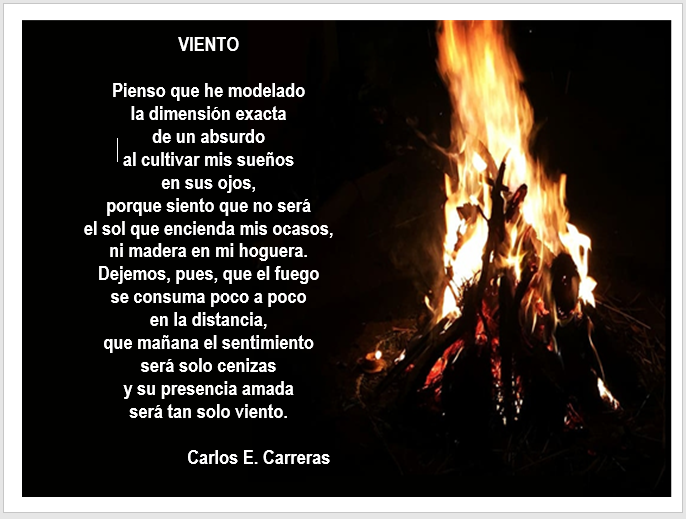 VIENTO
Pienso que he modelado
la dimensión exacta
de un absurdo
al cultivar mis sueños
en sus ojos,
porque siento que no será
el sol que encienda mis ocasos,
ni madera en mi hoguera.
Dejemos, pues, que el fuego
se consuma poco a poco
en la distancia,
que mañana el sentimiento
será solo cenizas
y su presencia amada
será tan solo viento.
Carlos E. Carreras